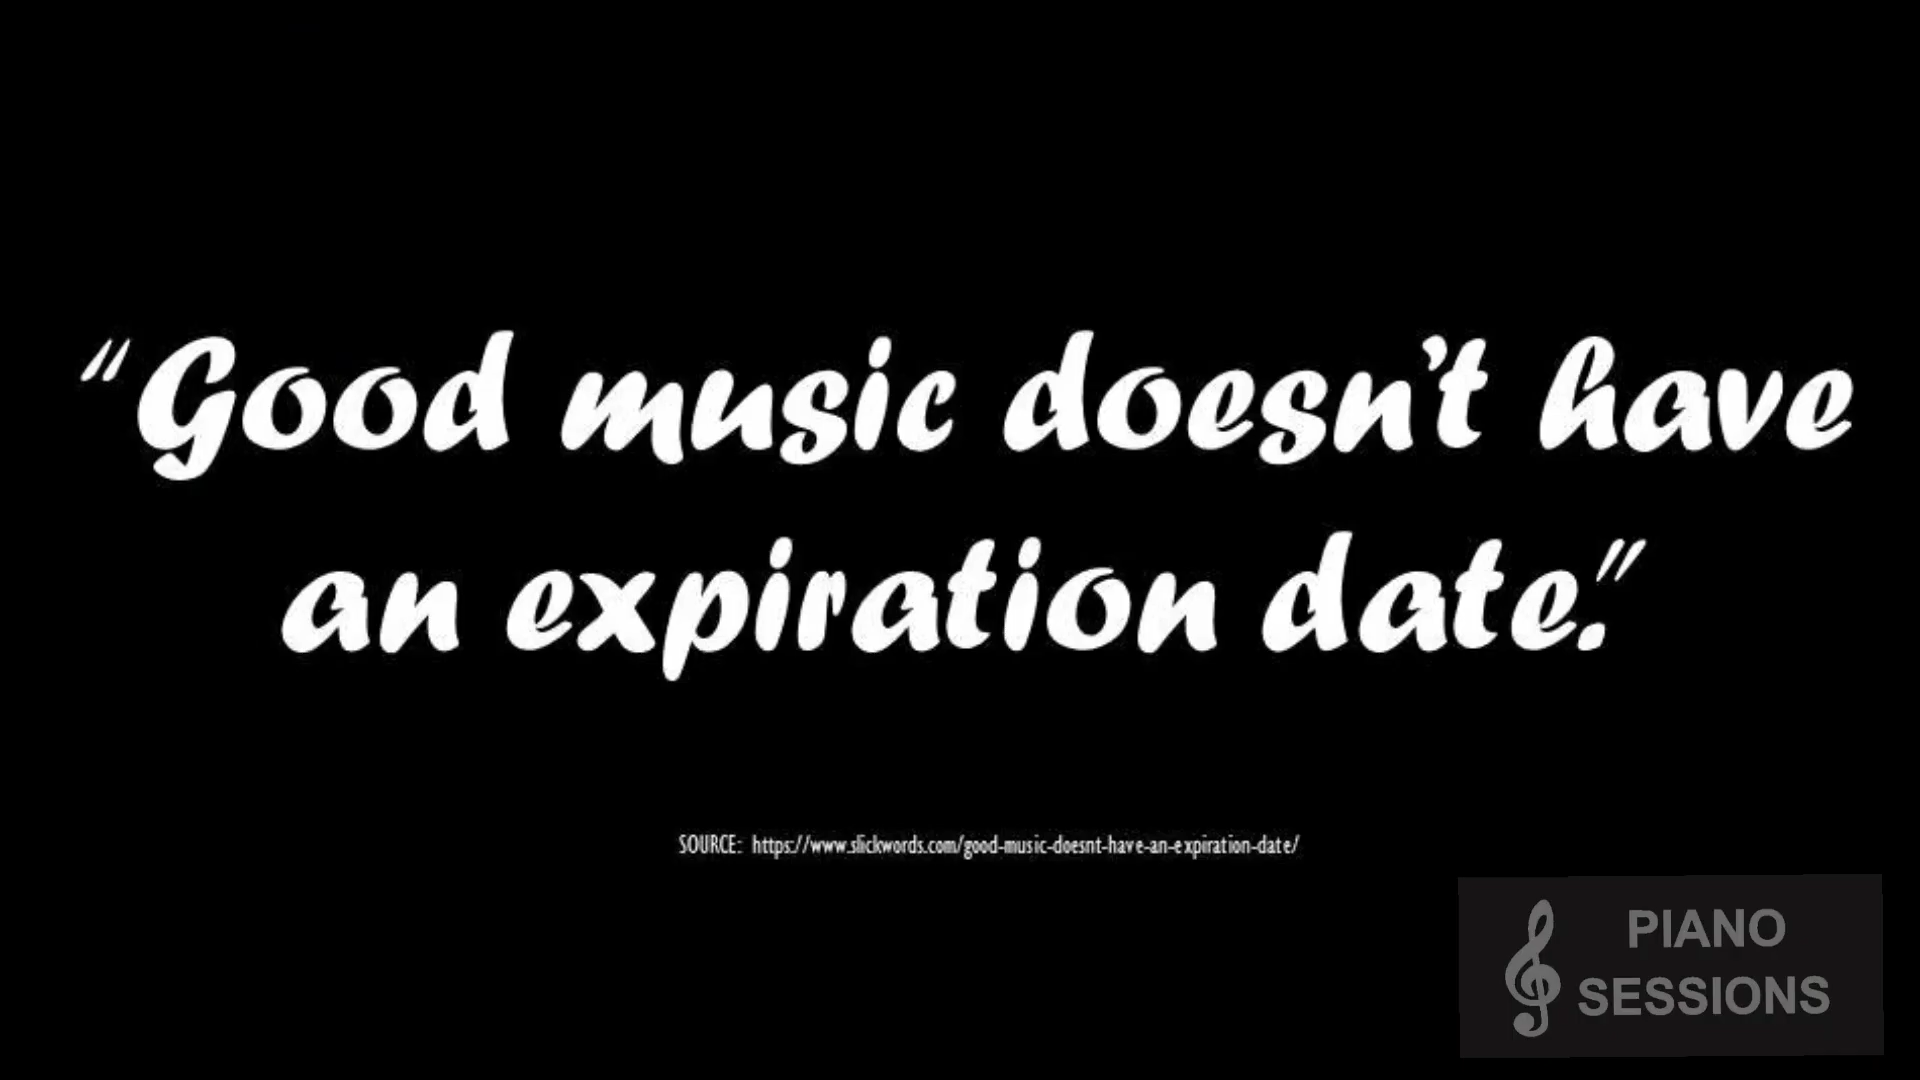 “Good music doesn’t have
an expiration date.”
SOURCE: https://www.slickwords.com/good-music-doesnt-have-an-expiration-date/
PIANO
SESSIONS